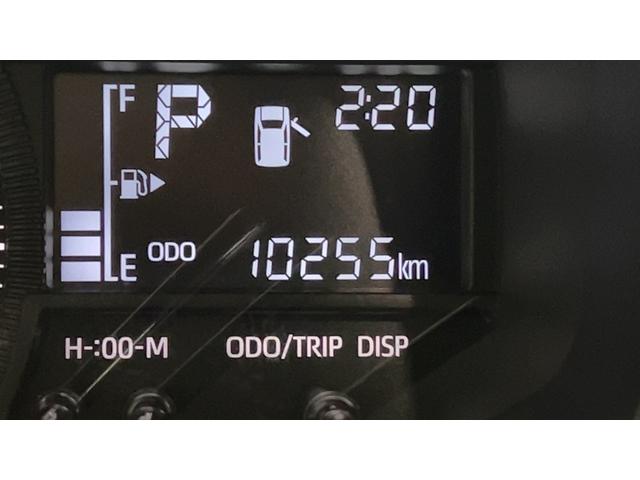 F P 2:20
E ODO 10255km
H-:00-M ODO/TRIP DISP